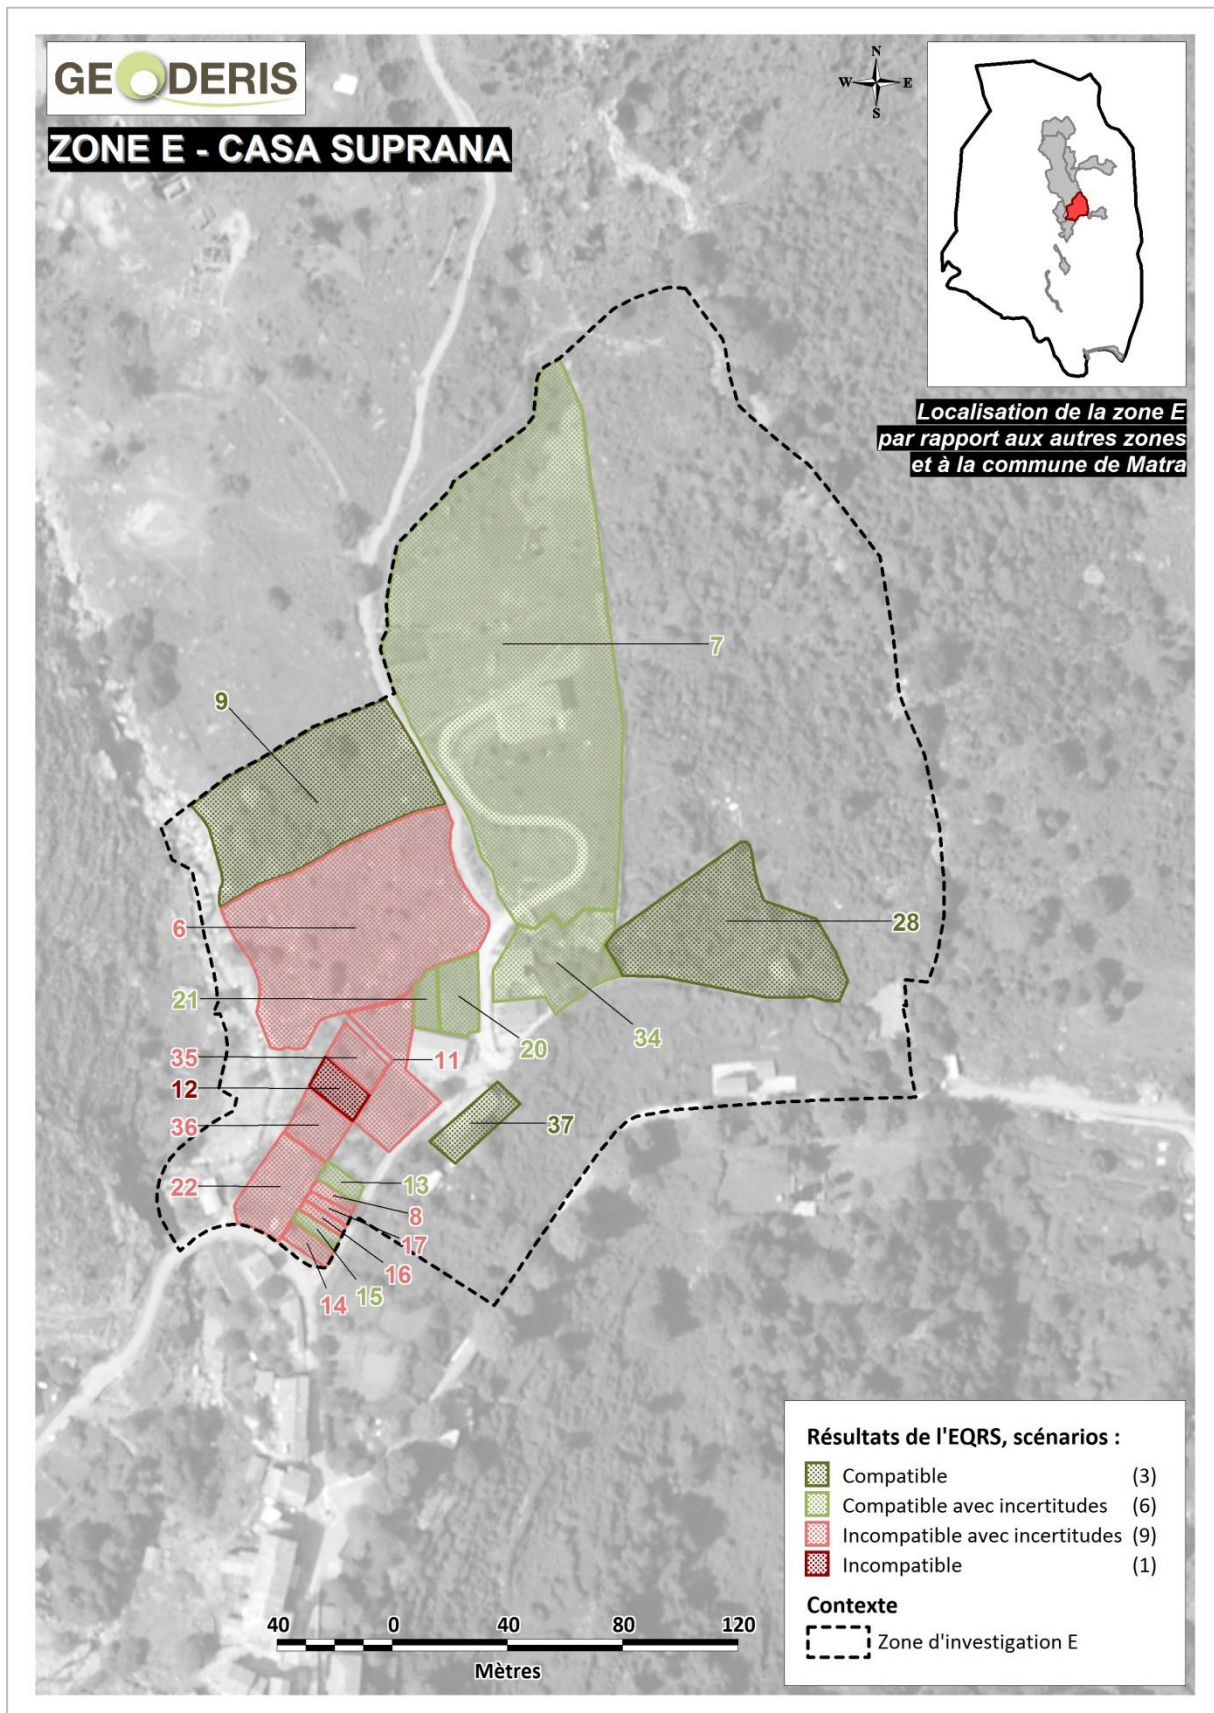 GEODERIS
ZONE E - CASA SUPRANA
N
W E
S
Localisation de la zone E
par rapport aux autres zones
et à la commune de Matra
7
9
6
28
21
20
34
35
11
12
36
37
22
13
8
17
16
15
14
Résultats de l'EQRS, scénarios :
Compatible (3)
Compatible avec incertitudes (6)
Incompatible avec incertitudes (9)
Incompatible (1)
Contexte
Zone d'investigation E
40 0 40 80 120
Mètres